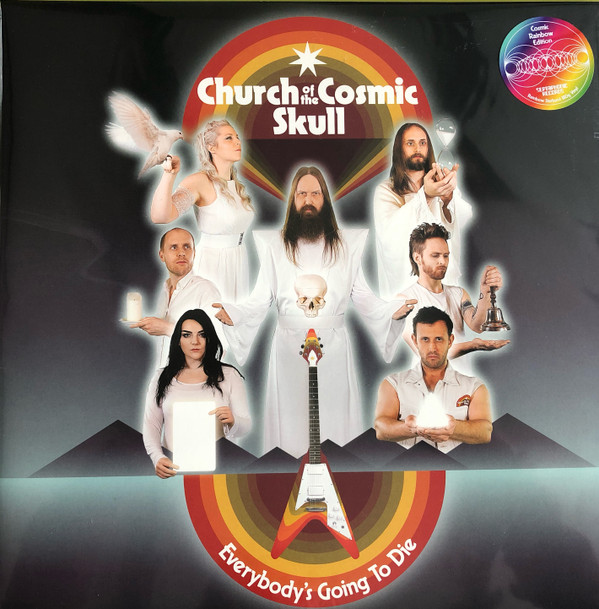 Church of the Cosmic
Skull
Cosmic
Rainbow
Edition
Everybody's Going To Die